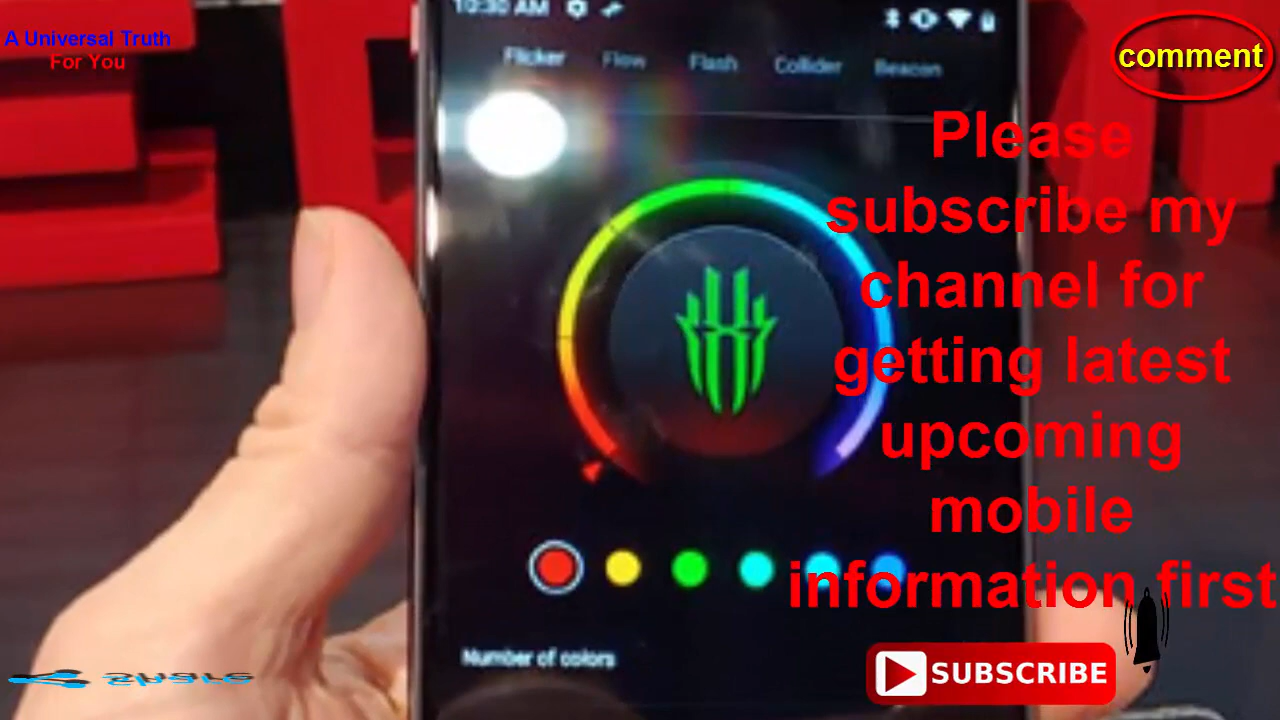 10:30 AM
A Universal Truth
For You
comment
Flicker Flow Flash Collider Beacon
Please
subscribe my
channel for
getting latest
upcoming
mobile
information first
Number of colors
Share
SUBSCRIBE